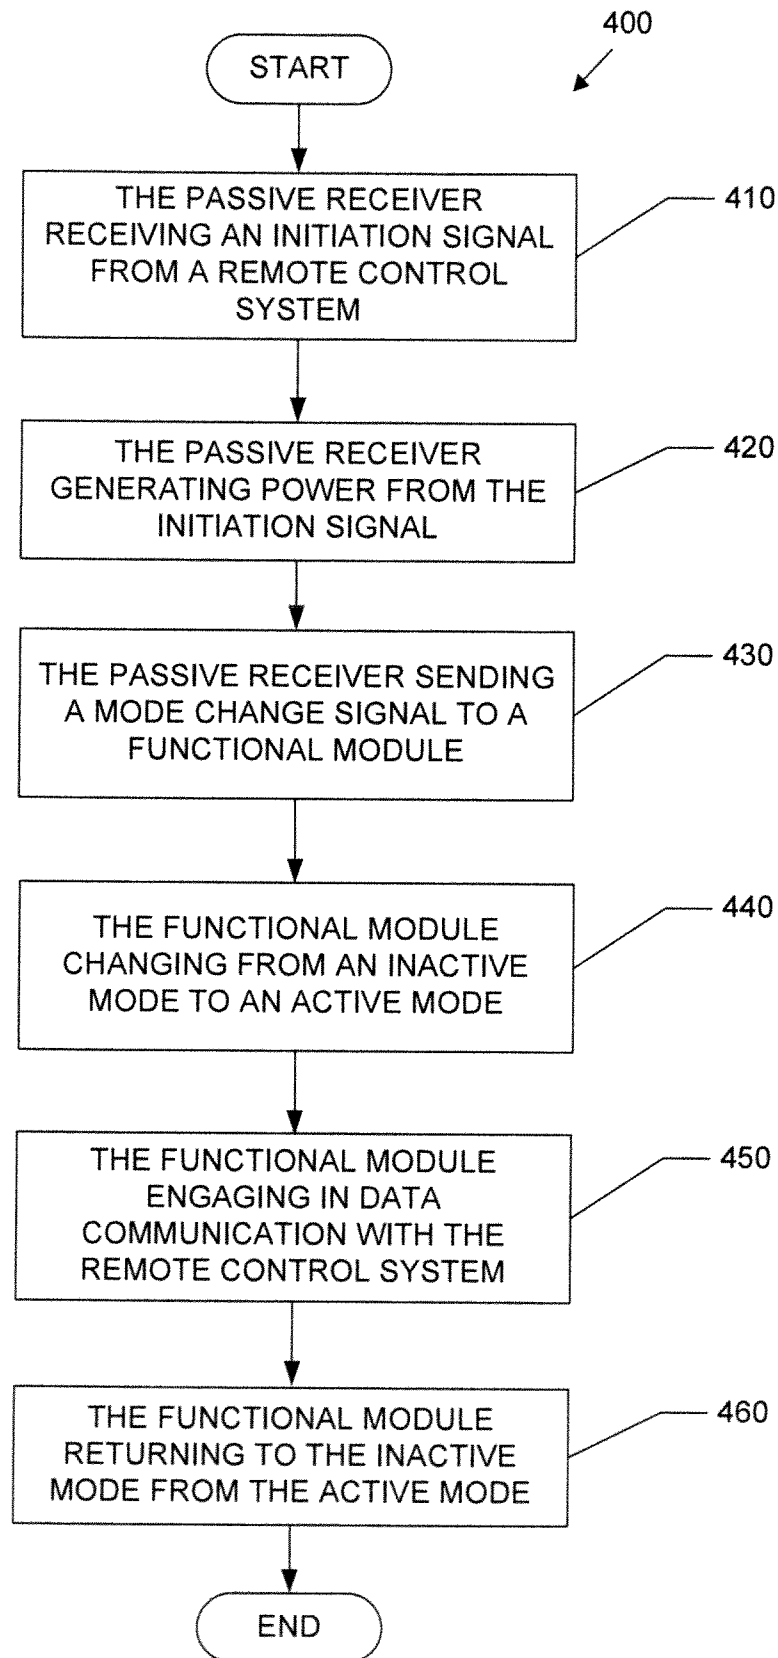 400
START
THE PASSIVE RECEIVER
RECEIVING AN INITIATION SIGNAL
FROM A REMOTE CONTROL
SYSTEM
410
THE PASSIVE RECEIVER
GENERATING POWER FROM THE
INITIATION SIGNAL
420
THE PASSIVE RECEIVER SENDING
A MODE CHANGE SIGNAL TO A
FUNCTIONAL MODULE
430
THE FUNCTIONAL MODULE
CHANGING FROM AN INACTIVE
MODE TO AN ACTIVE MODE
440
THE FUNCTIONAL MODULE
ENGAGING IN DATA
COMMUNICATION WITH THE
REMOTE CONTROL SYSTEM
450
THE FUNCTIONAL MODULE
RETURNING TO THE INACTIVE
MODE FROM THE ACTIVE MODE
460
END